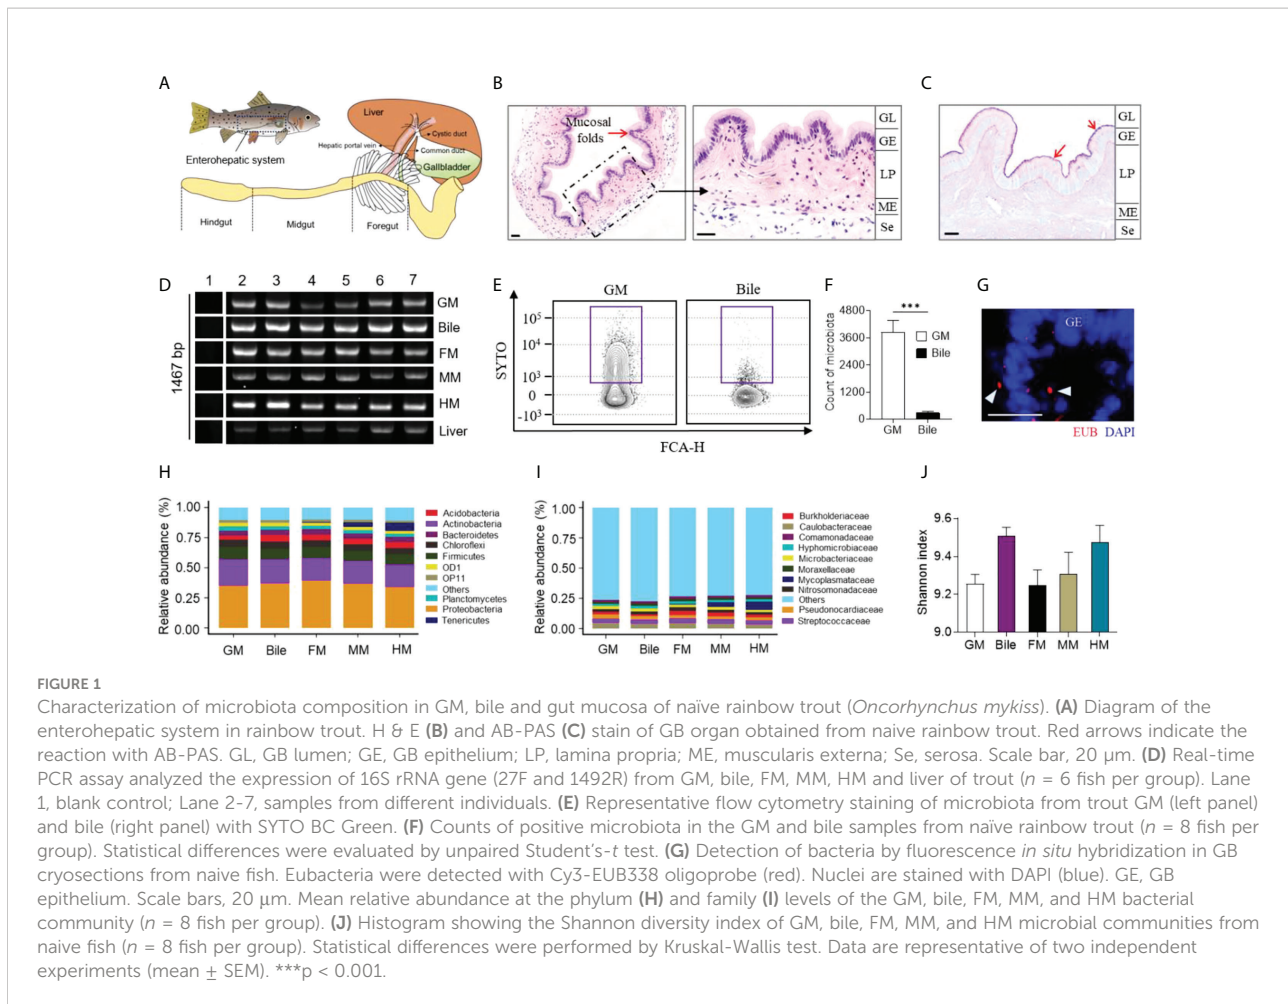 A
Liver
Cystic duct
Hepatic portal vein
Common duct
Gallbladder
Enterohepatic system
Hindgut
Midgut
Foregut
B
Mucosal
folds
GL
GE
LP
ME
Se
C
GL
GE
LP
ME
Se
D
1 2 3 4 5 6 7
1467 bp
GM
Bile
FM
MM
HM
Liver
E
GM
Bile
SYTO
10⁵
10⁴
10³
0
-10³
FCA-H
F
***
Count of microbiota
4800
3600
2400
1200
0
GM
Bile
GM
Bile
G
GE
EUB DAPI
H
Relative abundance (%)
1.00
0.75
0.50
0.25
0.00
GM Bile FM MM HM
Acidobacteria
Actinobacteria
Bacteroidetes
Chloroflexi
Firmicutes
OD1
OP11
Others
Planctomycetes
Proteobacteria
Tenericutes
I
Relative abundance (%)
1.00
0.75
0.50
0.25
0.00
GM Bile FM MM HM
Burkholderiaceae
Caulobacteraceae
Comamonadaceae
Hyphomicrobiaceae
Microbacteriaceae
Moraxellaceae
Mycoplasmataceae
Nitrosomonadaceae
Others
Pseudonocardiaceae
Streptococcaceae
J
Shannon index
9.6
9.4
9.2
9.0
GM Bile FM MM HM
FIGURE 1
Characterization of microbiota composition in GM, bile and gut mucosa of naïve rainbow trout (Oncorhynchus mykiss). (A) Diagram of the
enterohepatic system in rainbow trout. H & E (B) and AB-PAS (C) stain of GB organ obtained from naive rainbow trout. Red arrows indicate the
reaction with AB-PAS. GL, GB lumen; GE, GB epithelium; LP, lamina propria; ME, muscularis externa; Se, serosa. Scale bar, 20 μm. (D) Real-time
PCR assay analyzed the expression of 16S rRNA gene (27F and 1492R) from GM, bile, FM, MM, HM and liver of trout (n = 6 fish per group). Lane
1, blank control; Lane 2-7, samples from different individuals. (E) Representative flow cytometry staining of microbiota from trout GM (left panel)
and bile (right panel) with SYTO BC Green. (F) Counts of positive microbiota in the GM and bile samples from naïve rainbow trout (n = 8 fish per
group). Statistical differences were evaluated by unpaired Student's-t test. (G) Detection of bacteria by fluorescence in situ hybridization in GB
cryosections from naive fish. Eubacteria were detected with Cy3-EUB338 oligoprobe (red). Nuclei are stained with DAPI (blue). GE, GB
epithelium. Scale bars, 20 μm. Mean relative abundance at the phylum (H) and family (I) levels of the GM, bile, FM, MM, and HM bacterial
community (n = 8 fish per group). (J) Histogram showing the Shannon diversity index of GM, bile, FM, MM, and HM microbial communities from
naive fish (n = 8 fish per group). Statistical differences were performed by Kruskal-Wallis test. Data are representative of two independent
experiments (mean ± SEM). ***p < 0.001.